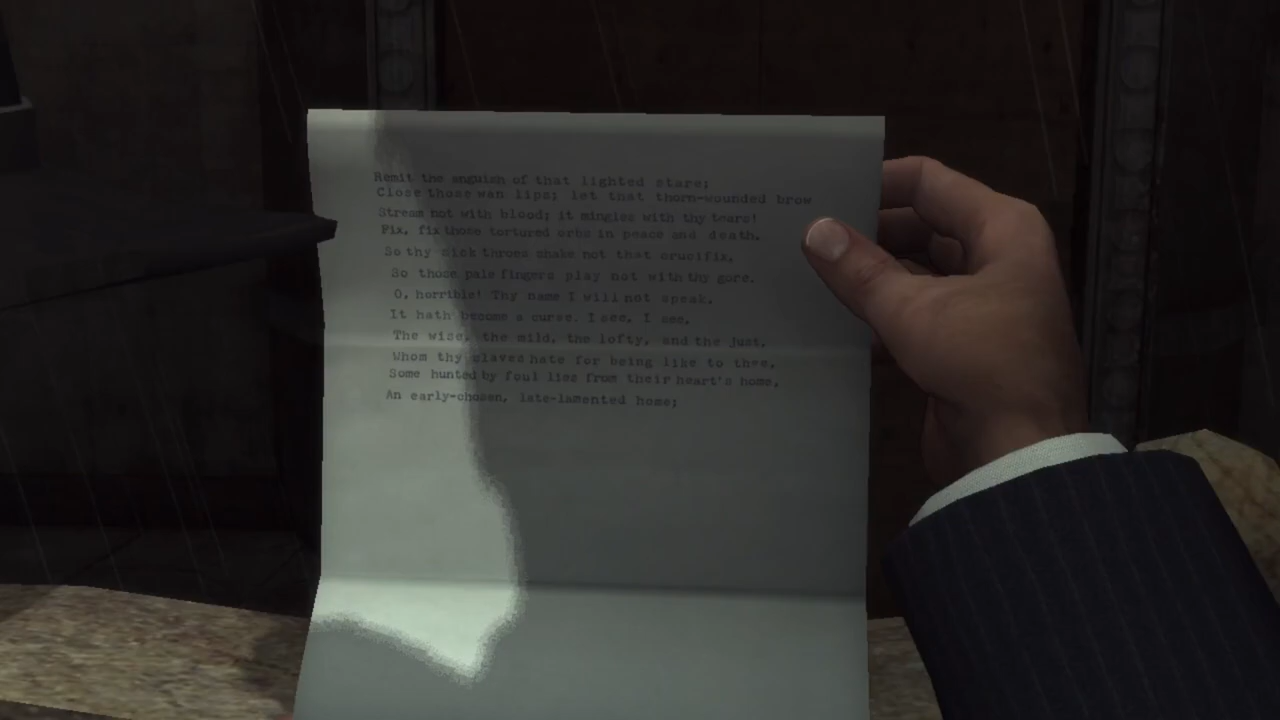 Remit the anguish of that lighted stare;
Close those wan lips; let that thorn-wounded brow
Stream not with blood; it mingles with thy tears!
Fix, fix those tortured orbs in peace and death,
So thy sick throes shake not that crucifix,
So those pale fingers play not with thy gore.
O, horrible! Thy name I will not speak,
It hath become a curse. I see, I see,
The wise, the mild, the lofty, and the just,
Whom thy slaves hate for being like to thee,
Some hunted by foul lies from their heart's home,
An early-chosen, late-lamented home;